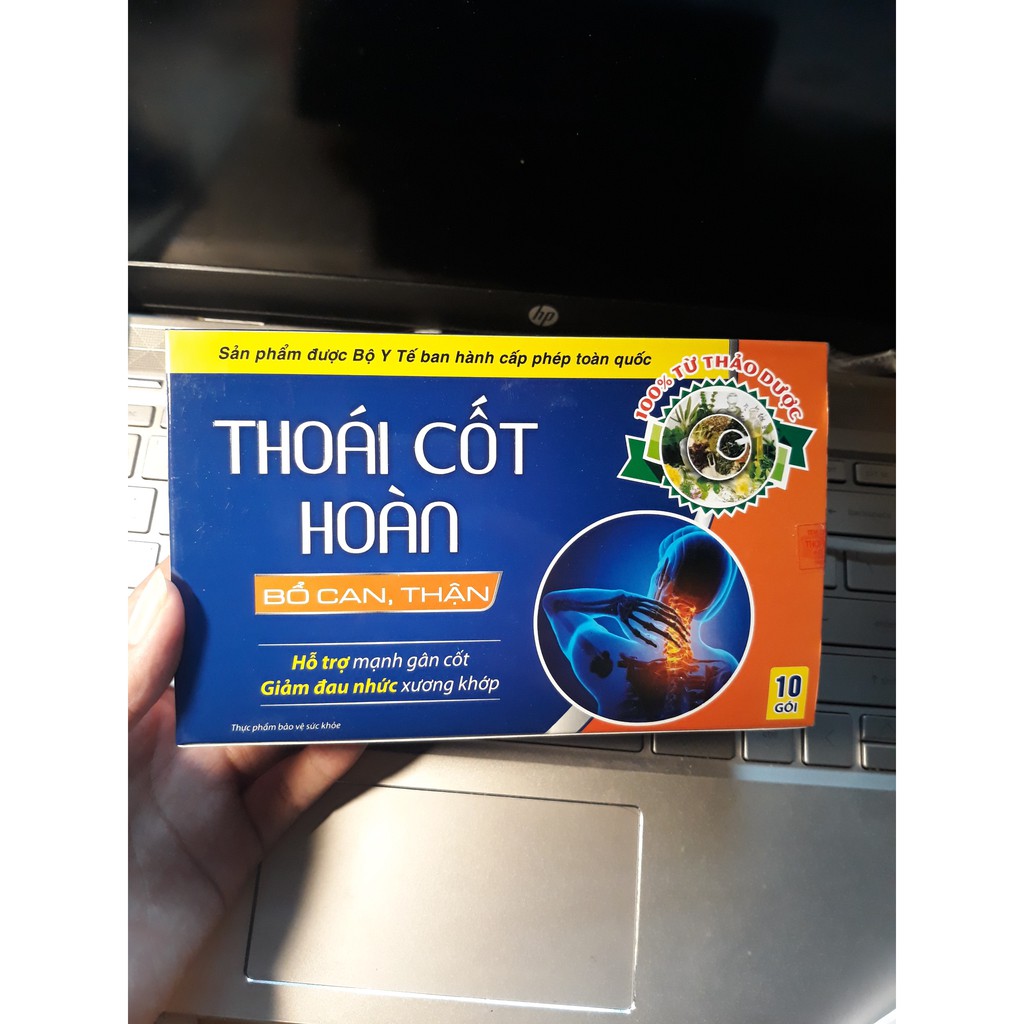 hp
Sản phẩm được Bộ Y Tế ban hành cấp phép toàn quốc
100% TỪ THẢO DƯỢC
THOÁI CỐT
HOÀN
BỔ CAN, THẬN
Hỗ trợ mạnh gân cốt
Giảm đau nhức xương khớp
10
GÓI
Thực phẩm bảo vệ sức khỏe